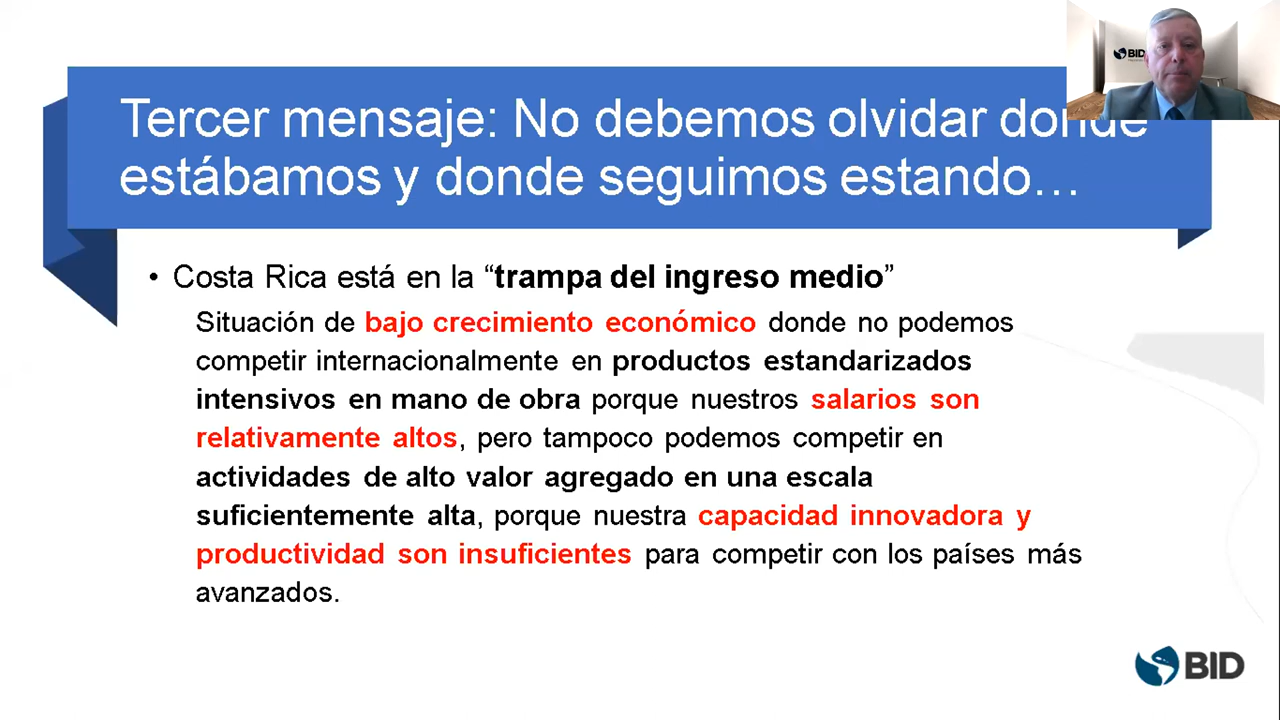 BID
Tercer mensaje: No debemos olvidar donde
estábamos y donde seguimos estando…
• Costa Rica está en la “trampa del ingreso medio”
Situación de bajo crecimiento económico donde no podemos
competir internacionalmente en productos estandarizados
intensivos en mano de obra porque nuestros salarios son
relativamente altos, pero tampoco podemos competir en
actividades de alto valor agregado en una escala
suficientemente alta, porque nuestra capacidad innovadora y
productividad son insuficientes para competir con los países más
avanzados.
BID